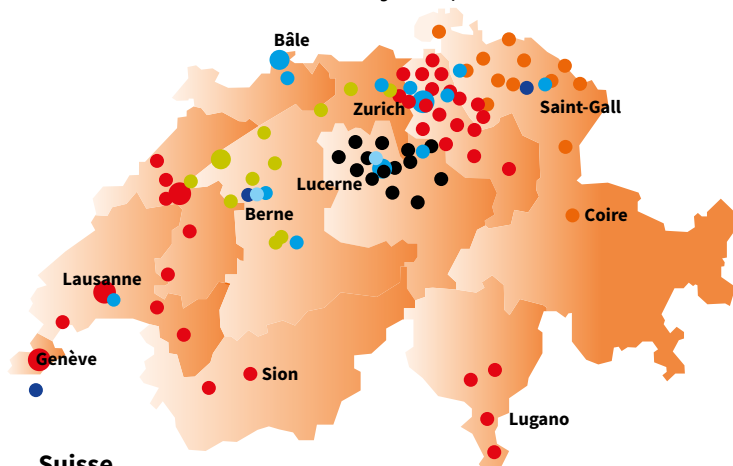 Bâle
Zurich
Saint-Gall
Lucerne
Berne
Coire
Lausanne
Genève
Sion
Lugano
Suisse